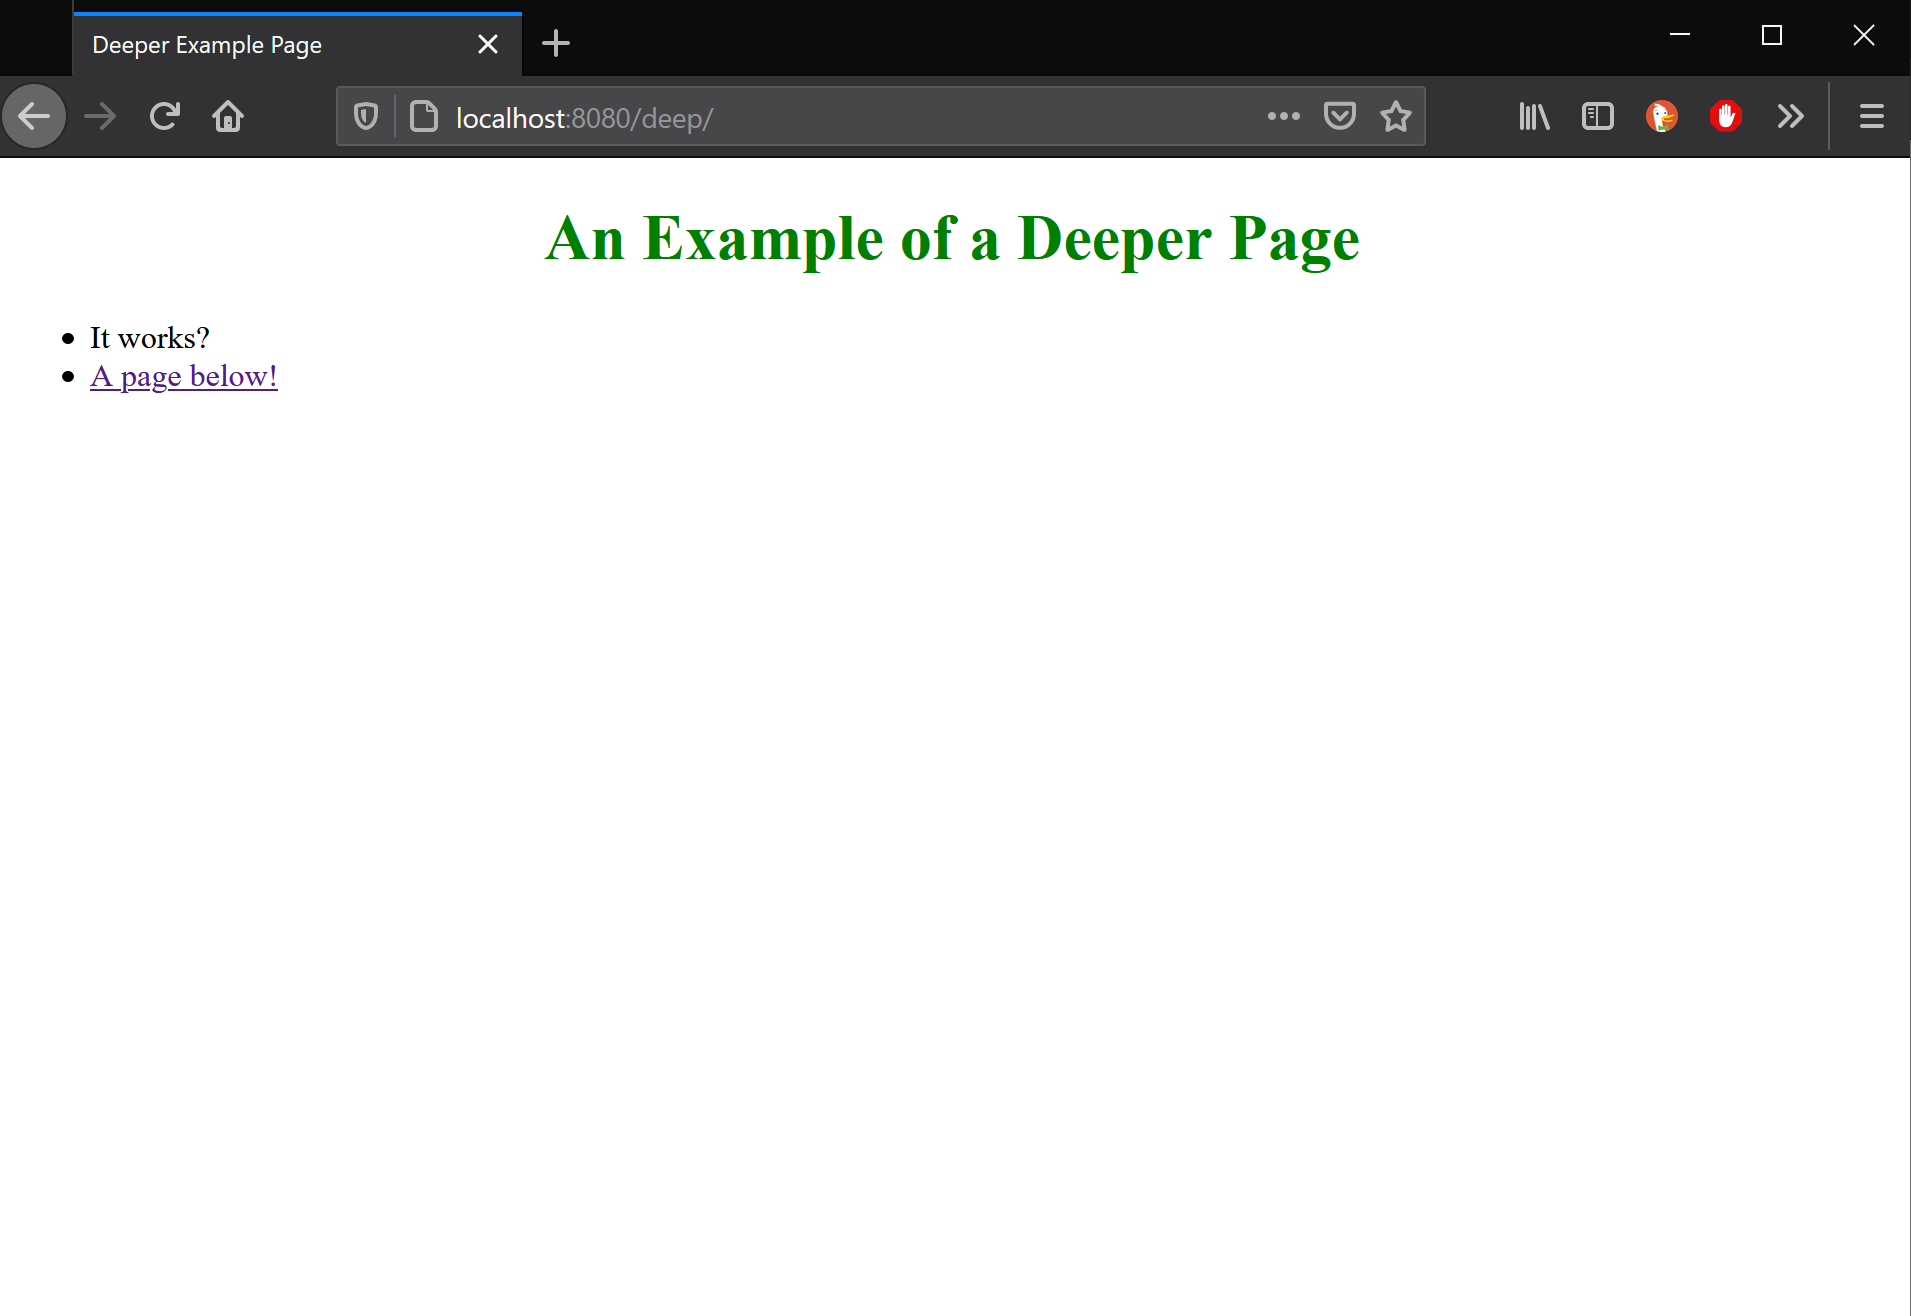 Deeper Example Page
localhost:8080/deep/
An Example of a Deeper Page
It works?
A page below!